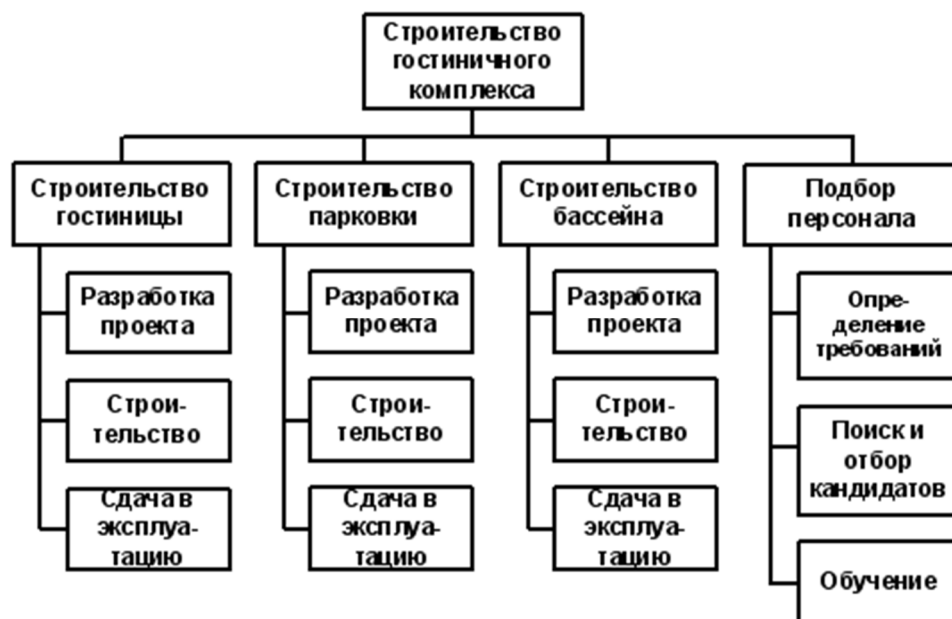 Строительство
гостиничного
комплекса
Строительство
гостиницы
Строительство
парковки
Строительство
бассейна
Подбор
персонала
Разработка
проекта
Разработка
проекта
Разработка
проекта
Опре-
деление
требований
Строи-
тельство
Строи-
тельство
Строи-
тельство
Поиск и
отбор
кандидатов
Сдача в
эксплуа-
тацию
Сдача в
эксплуа-
тацию
Сдача в
эксплуа-
тацию
Обучение